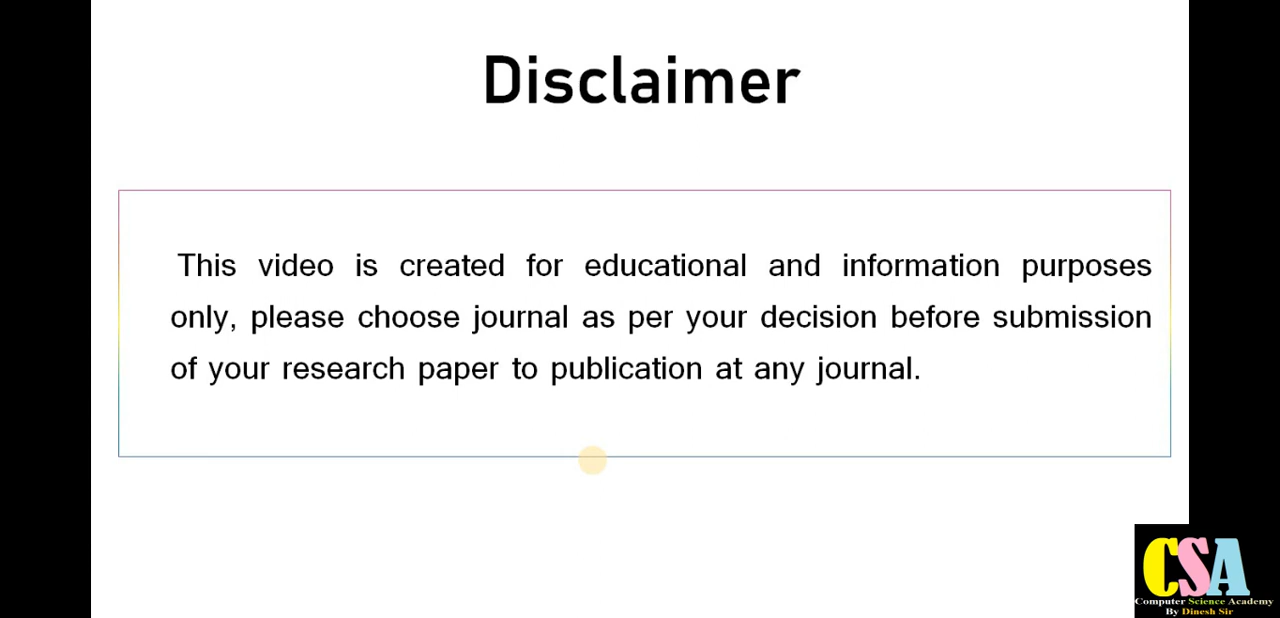 Disclaimer
This video is created for educational and information purposes
only, please choose journal as per your decision before submission
of your research paper to publication at any journal.
CSA
Computer Science Academy
By Dinesh Sir